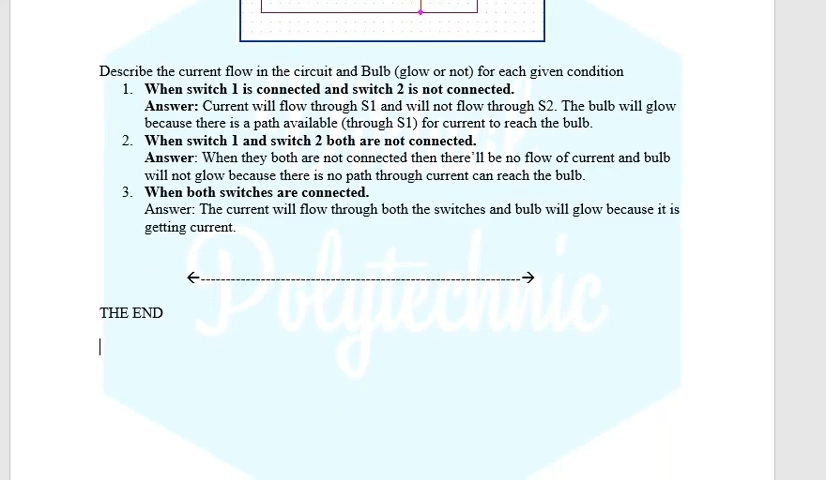 Describe the current flow in the circuit and Bulb (glow or not) for each given condition
1. When switch 1 is connected and switch 2 is not connected.
Answer: Current will flow through S1 and will not flow through S2. The bulb will glow
because there is a path available (through S1) for current to reach the bulb.
2. When switch 1 and switch 2 both are not connected.
Answer: When they both are not connected then there'll be no flow of current and bulb
will not glow because there is no path through current can reach the bulb.
3. When both switches are connected.
Answer: The current will flow through both the switches and bulb will glow because it is
getting current.
Polytechnic
THE END